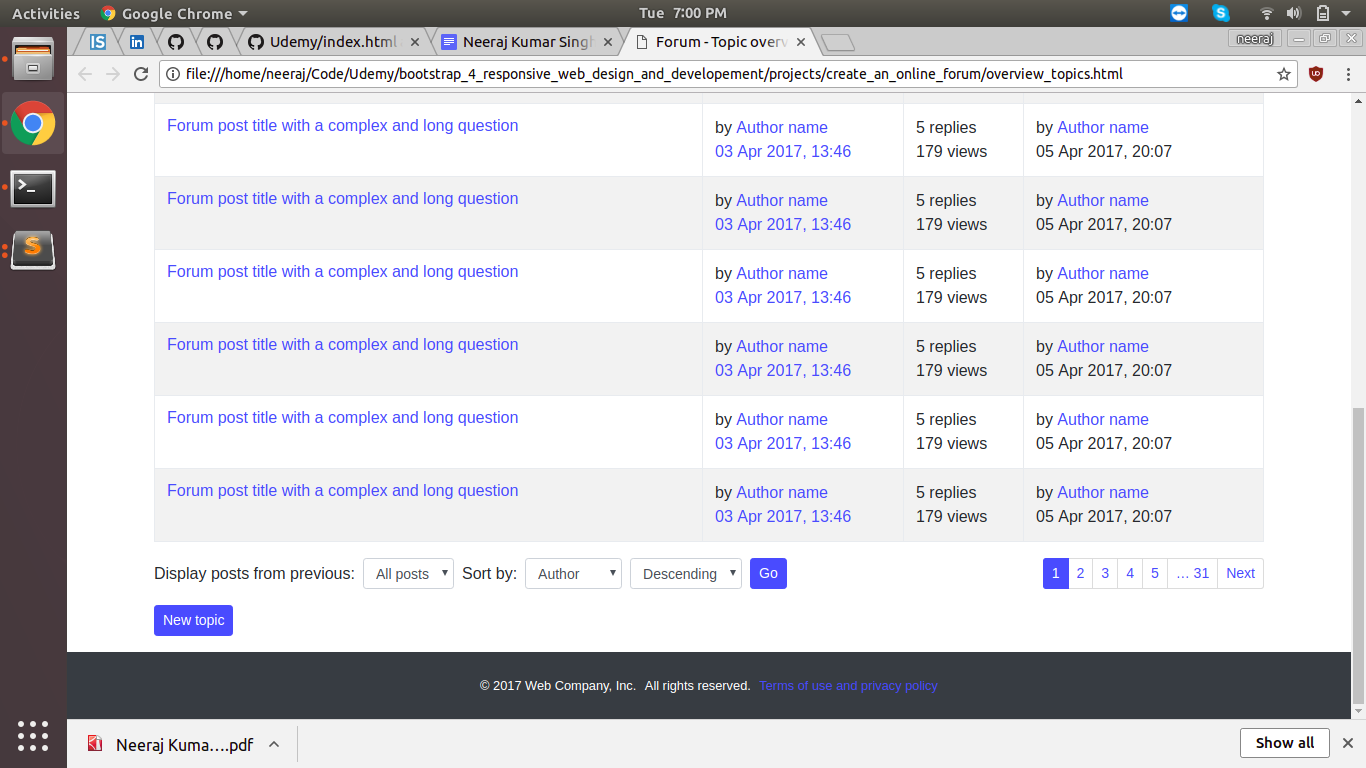 Activities Google Chrome Tue 7:00 PM
IS in Udemy/index.html Neeraj Kumar Singh Forum - Topic overv neeraj
file:///home/neeraj/Code/Udemy/bootstrap_4_responsive_web_design_and_developement/projects/create_an_online_forum/overview_topics.html
Forum post title with a complex and long question by Author name 5 replies by Author name
03 Apr 2017, 13:46 179 views 05 Apr 2017, 20:07
Forum post title with a complex and long question by Author name 5 replies by Author name
03 Apr 2017, 13:46 179 views 05 Apr 2017, 20:07
Forum post title with a complex and long question by Author name 5 replies by Author name
03 Apr 2017, 13:46 179 views 05 Apr 2017, 20:07
Forum post title with a complex and long question by Author name 5 replies by Author name
03 Apr 2017, 13:46 179 views 05 Apr 2017, 20:07
Forum post title with a complex and long question by Author name 5 replies by Author name
03 Apr 2017, 13:46 179 views 05 Apr 2017, 20:07
Forum post title with a complex and long question by Author name 5 replies by Author name
03 Apr 2017, 13:46 179 views 05 Apr 2017, 20:07
Display posts from previous: All posts Sort by: Author Descending Go 1 2 3 4 5 ... 31 Next
New topic
© 2017 Web Company, Inc. All rights reserved. Terms of use and privacy policy
Neeraj Kuma....pdf Show all